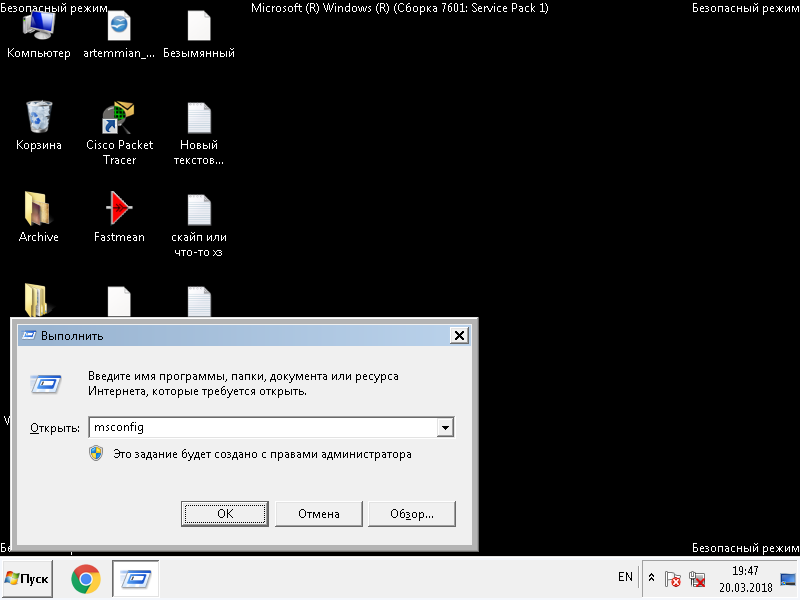 Безопасный режим
Microsoft (R) Windows (R) (Сборка 7601: Service Pack 1)
Безопасный режим
Компьютер
artemmian_...
Безымянный
Корзина
Cisco Packet
Tracer
Новый
текстов...
Archive
Fastmean
скайп или
что-то хз
Выполнить
Введите имя программы, папки, документа или ресурса
Интернета, которые требуется открыть.
Открыть:
msconfig
Это задание будет создано с правами администратора
OK
Отмена
Обзор...
Безопасный режим
Пуск
EN
19:47
20.03.2018